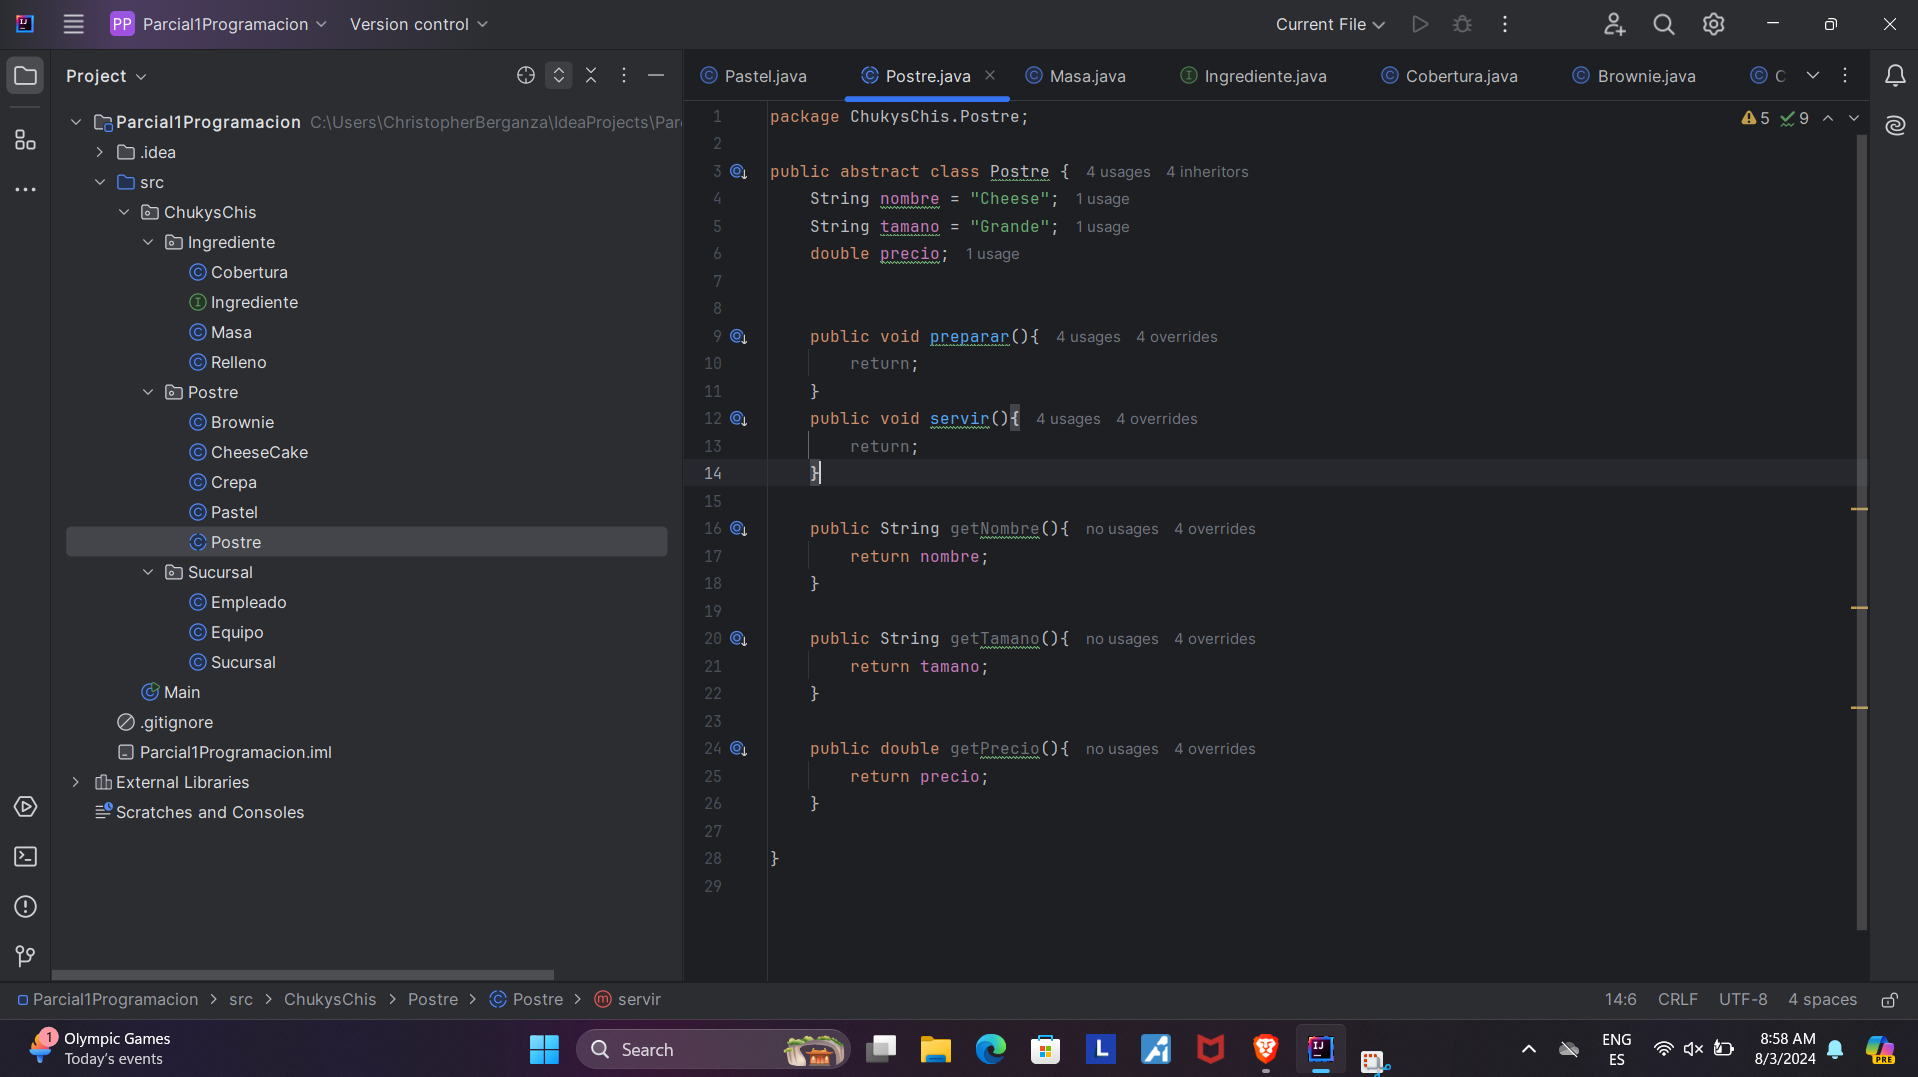 PP Parcial1Programacion Version control Current File
Project
Pastel.java Postre.java Masa.java Ingrediente.java Cobertura.java Brownie.java C
Parcial1Programacion C:\Users\ChristopherBerganza\IdeaProjects\Par
.idea
src
ChukysChis
Ingrediente
Cobertura
Ingrediente
Masa
Relleno
Postre
Brownie
CheeseCake
Crepa
Pastel
Postre
Sucursal
Empleado
Equipo
Sucursal
Main
.gitignore
Parcial1Programacion.iml
External Libraries
Scratches and Consoles
5 9
1 package ChukysChis.Postre;
2
3 public abstract class Postre { 4 usages 4 inheritors
4 String nombre = "Cheese"; 1 usage
5 String tamano = "Grande"; 1 usage
6 double precio; 1 usage
7
8
9 public void preparar(){ 4 usages 4 overrides
10 return;
11 }
12 public void servir(){ 4 usages 4 overrides
13 return;
14 }
15
16 public String getNombre(){ no usages 4 overrides
17 return nombre;
18 }
19
20 public String getTamano(){ no usages 4 overrides
21 return tamano;
22 }
23
24 public double getPrecio(){ no usages 4 overrides
25 return precio;
26 }
27
28 }
29
Parcial1Programacion > src > ChukysChis > Postre > Postre > servir
14:6 CRLF UTF-8 4 spaces
1 Olympic Games
Today's events
Search
L
IJ
ENG
ES
8:58 AM
8/3/2024
PRE